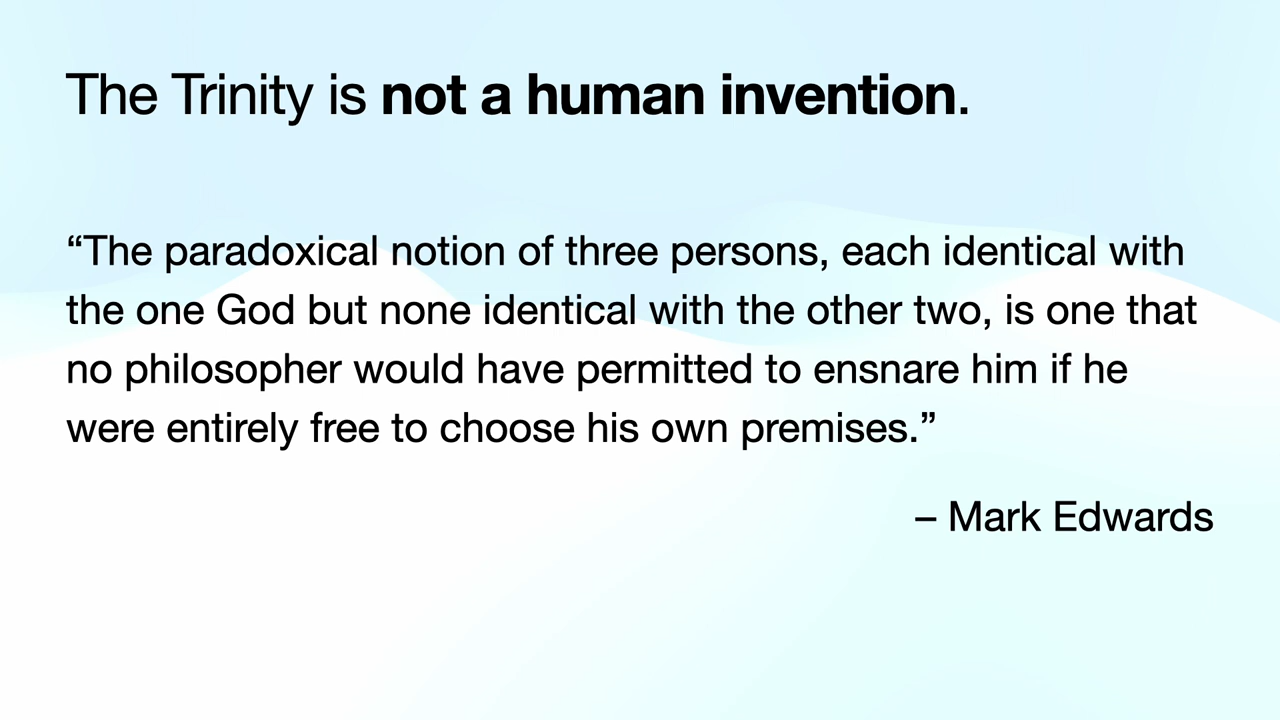 The Trinity is not a human invention.
“The paradoxical notion of three persons, each identical with
the one God but none identical with the other two, is one that
no philosopher would have permitted to ensnare him if he
were entirely free to choose his own premises.”
– Mark Edwards